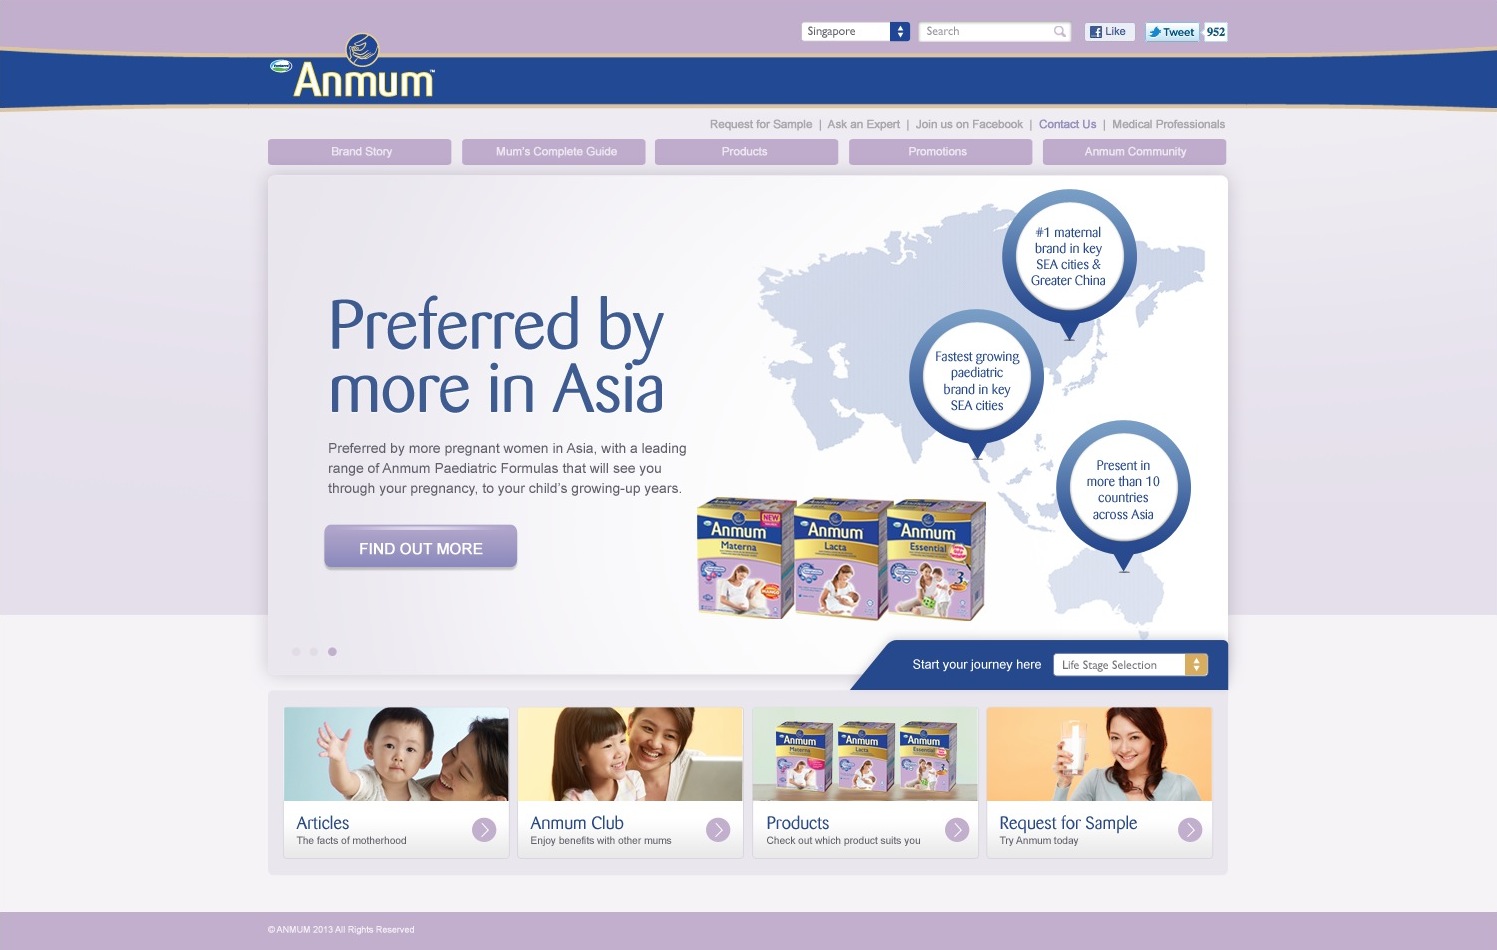 Singapore
Search
Like
Tweet
952
Anmum™
Request for Sample | Ask an Expert | Join us on Facebook | Contact Us | Medical Professionals
Brand Story
Mum's Complete Guide
Products
Promotions
Anmum Community
#1 maternal
brand in key
SEA cities &
Greater China
Fastest growing
paediatric
brand in key
SEA cities
Present in
more than 10
countries
across Asia
Preferred by
more in Asia
Preferred by more pregnant women in Asia, with a leading
range of Anmum Paediatric Formulas that will see you
through your pregnancy, to your child's growing-up years.
FIND OUT MORE
NEW
Anmum
Materna
Anmum
Lacta
Anmum
Essential
3
Start your journey here
Life Stage Selection
Anmum
Materna
Anmum
Lacta
Anmum
Essential
Articles
The facts of motherhood
Anmum Club
Enjoy benefits with other mums
Products
Check out which product suits you
Request for Sample
Try Anmum today
© ANMUM 2013 All Rights Reserved